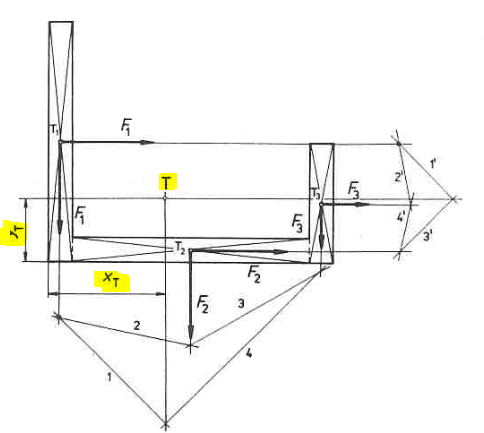 T₁
F₁
T
2'
1'
T₃
F₃
4'
3'
y_T
F₁
F₃
T₂
F₂
x_T
F₂
3
2
4
1